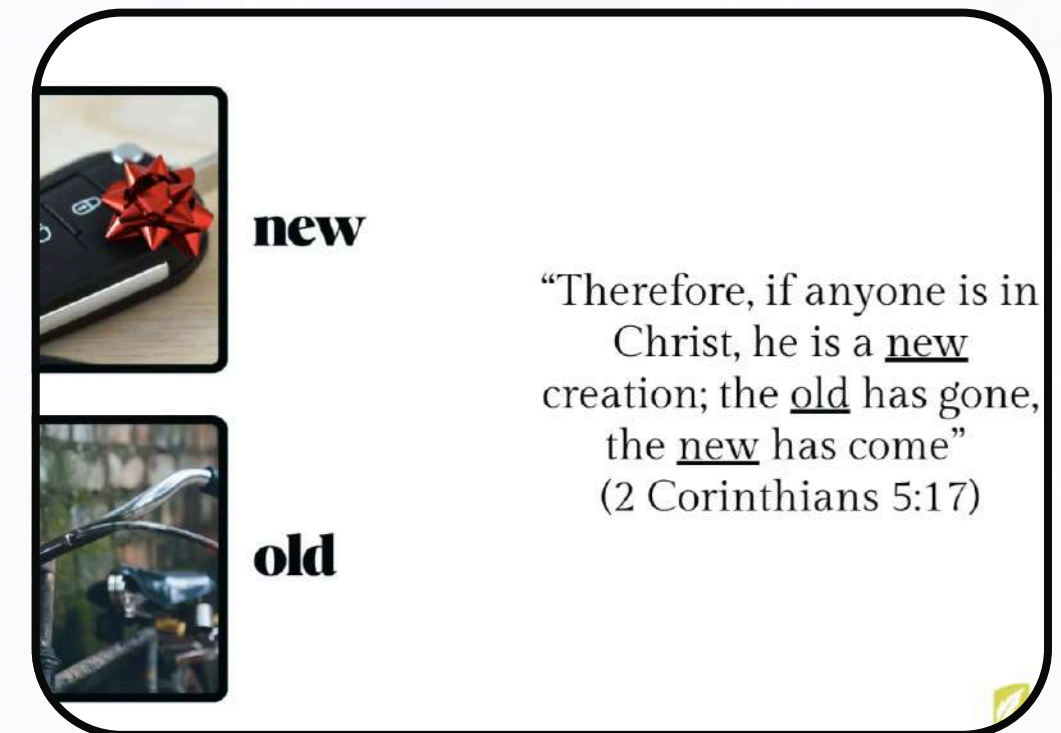 new
“Therefore, if anyone is in
Christ, he is a new
creation; the old has gone,
the new has come”
(2 Corinthians 5:17)
old